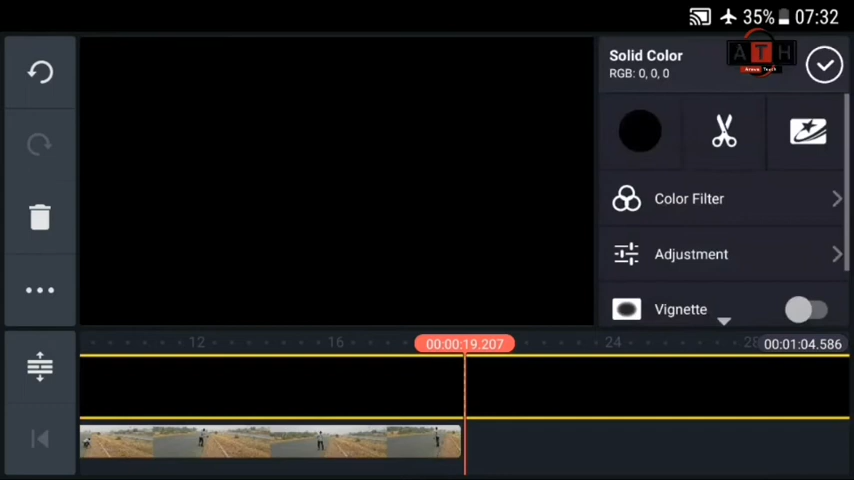 35% 07:32
Solid Color
RGB: 0, 0, 0
ATH
Color Filter
Adjustment
Vignette
12 16 00:00:19.207 24 28 00:01:04.586